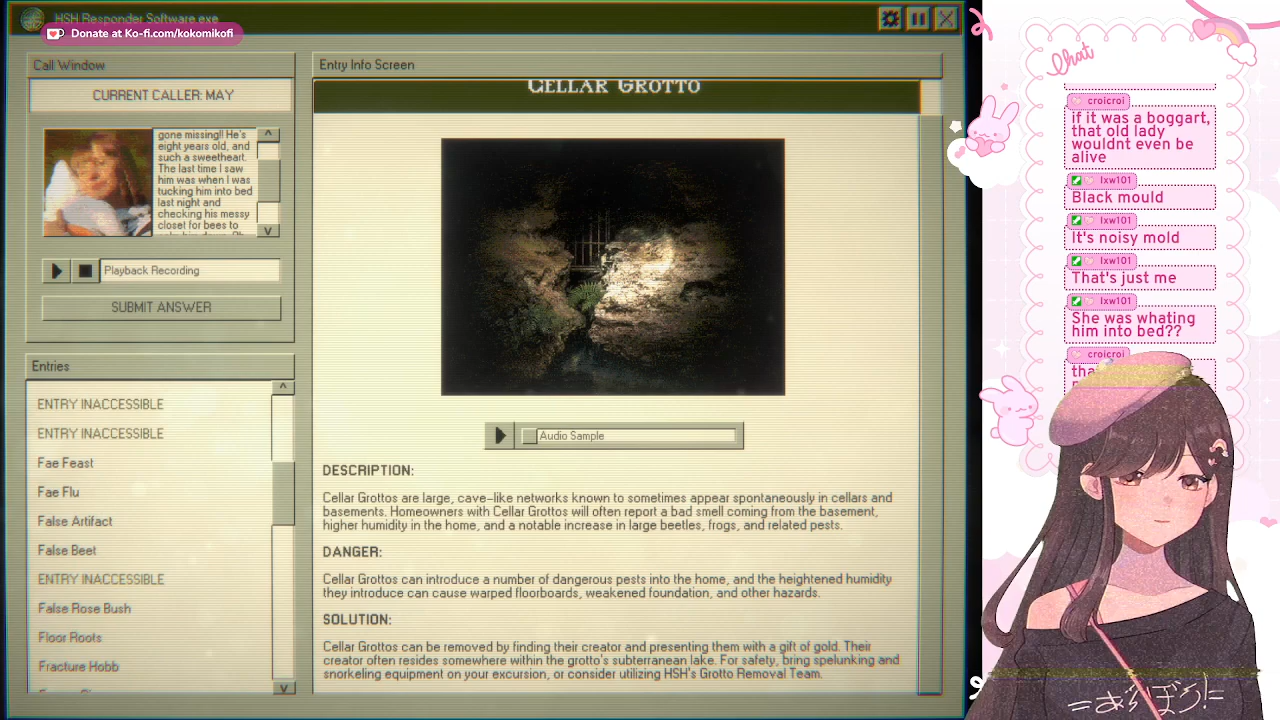 HSH Responder Software.exe
Donate at Ko-fi.com/kokomikofi
Call Window
CURRENT CALLER: MAY
gone missing!! He's
eight years old, and
such a sweetheart.
The last time I saw
him was when I was
tucking him into bed
last night and
checking his messy
closet for bees to
Playback Recording
SUBMIT ANSWER
Entries
ENTRY INACCESSIBLE
ENTRY INACCESSIBLE
Fae Feast
Fae Flu
False Artifact
False Beet
ENTRY INACCESSIBLE
False Rose Bush
Floor Roots
Fracture Hobb
Entry Info Screen
CELLAR GROTTO
Audio Sample
DESCRIPTION:
Cellar Grottos are large, cave-like networks known to sometimes appear spontaneously in cellars and
basements. Homeowners with Cellar Grottos will often report a bad smell coming from the basement,
higher humidity in the home, and a notable increase in large beetles, frogs, and related pests.
DANGER:
Cellar Grottos can introduce a number of dangerous pests into the home, and the heightened humidity
they introduce can cause warped floorboards, weakened foundation, and other hazards.
SOLUTION:
Cellar Grottos can be removed by finding their creator and presenting them with a gift of gold. Their
creator often resides somewhere within the grotto's subterranean lake. For safety, bring spelunking and
snorkeling equipment on your excursion, or consider utilizing HSH's Grotto Removal Team.
Chat
croicroi
if it was a boggart,
that old lady
wouldnt even be
alive
lxw101
Black mould
lxw101
It's noisy mold
lxw101
That's just me
lxw101
She was whating
him into bed??
croicroi